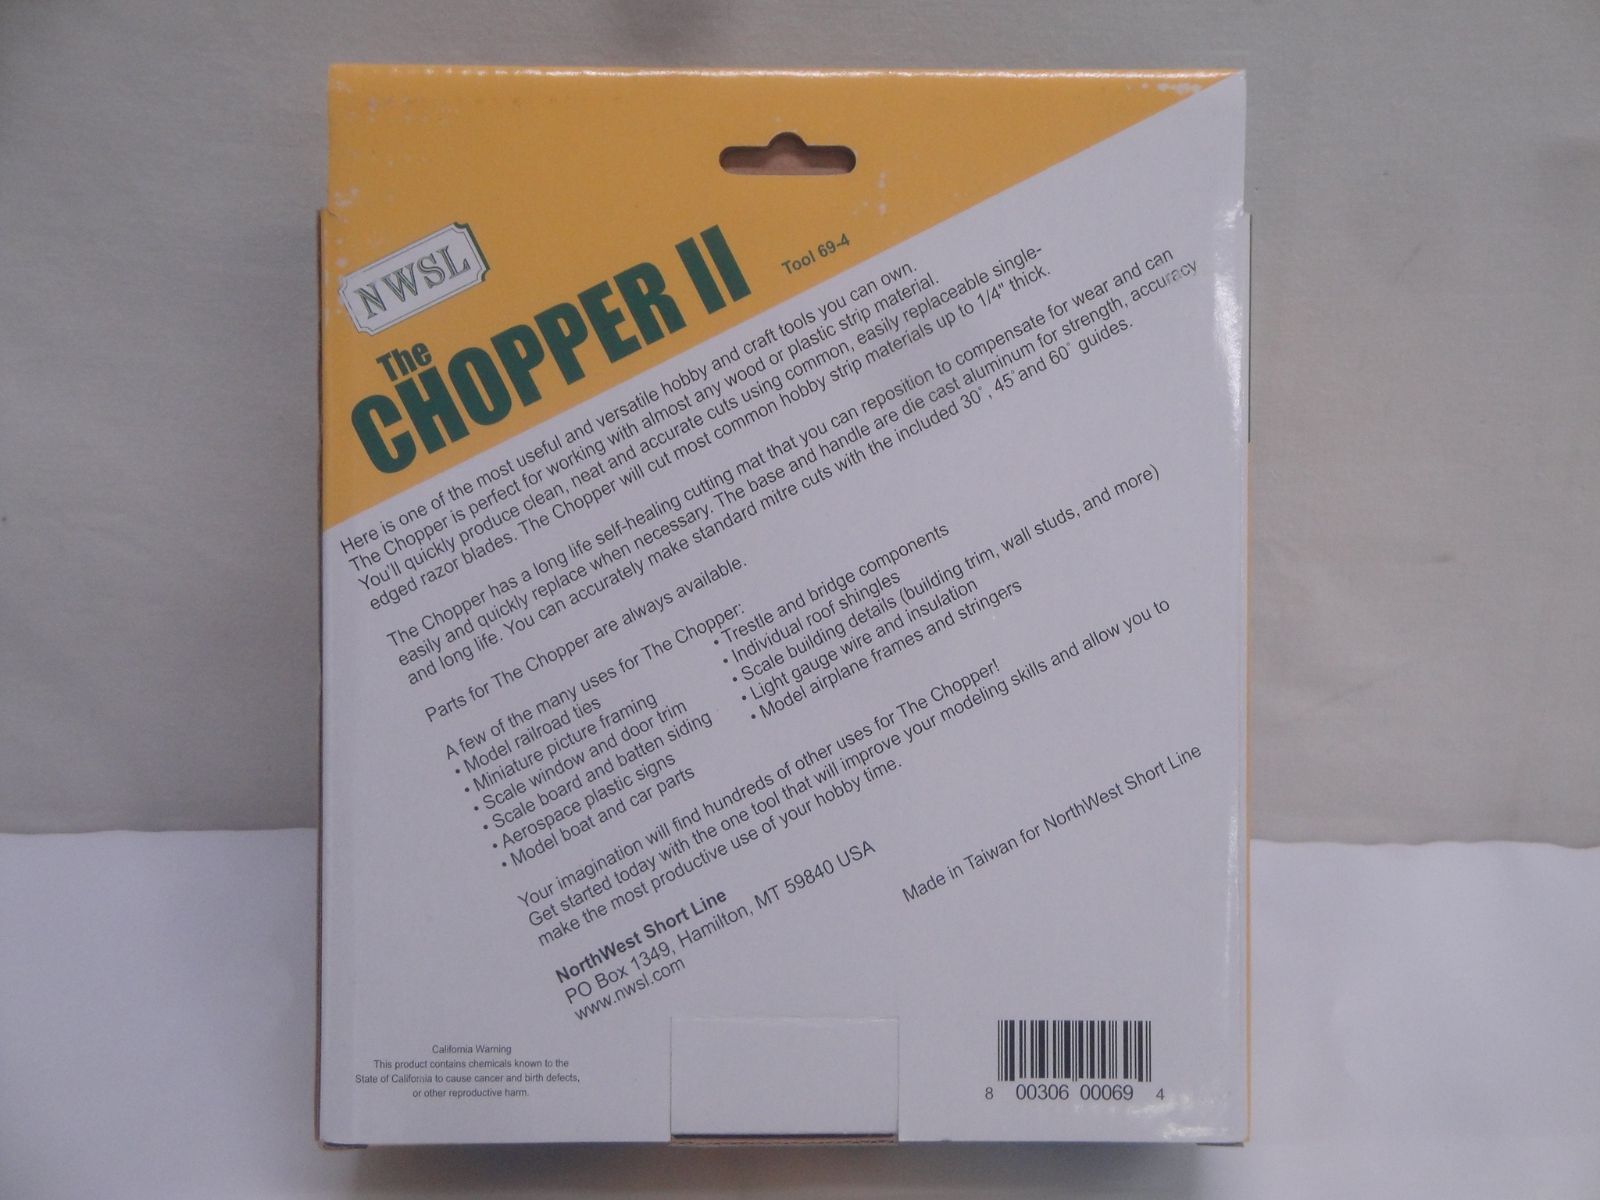 NWSL
The
CHOPPER II
Tool 69-4
Here is one of the most useful and versatile hobby and craft tools you can own.
The Chopper is perfect for working with almost any wood or plastic strip material.
You'll quickly produce clean, neat and accurate cuts using common, easily replaceable single-
edged razor blades. The Chopper will cut most common hobby strip materials up to 1/4" thick.
The Chopper has a long life self-healing cutting mat that you can reposition to compensate for wear and can
easily and quickly replace when necessary. The base and handle are die cast aluminum for strength, accuracy
and long life. You can accurately make standard mitre cuts with the included 30°, 45° and 60° guides.
Parts for The Chopper are always available.
A few of the many uses for The Chopper:
• Model railroad ties
• Miniature picture framing
• Scale window and door trim
• Scale board and batten siding
• Aerospace plastic signs
• Model boat and car parts
• Trestle and bridge components
• Individual roof shingles
• Scale building details (building trim, wall studs, and more)
• Light gauge wire and insulation
• Model airplane frames and stringers
Your imagination will find hundreds of other uses for The Chopper!
Get started today with the one tool that will improve your modeling skills and allow you to
make the most productive use of your hobby time.
NorthWest Short Line
PO Box 1349, Hamilton, MT 59840 USA
www.nwsl.com
Made in Taiwan for NorthWest Short Line
California Warning
This product contains chemicals known to the
State of California to cause cancer and birth defects,
or other reproductive harm.
8 00306 00069 4